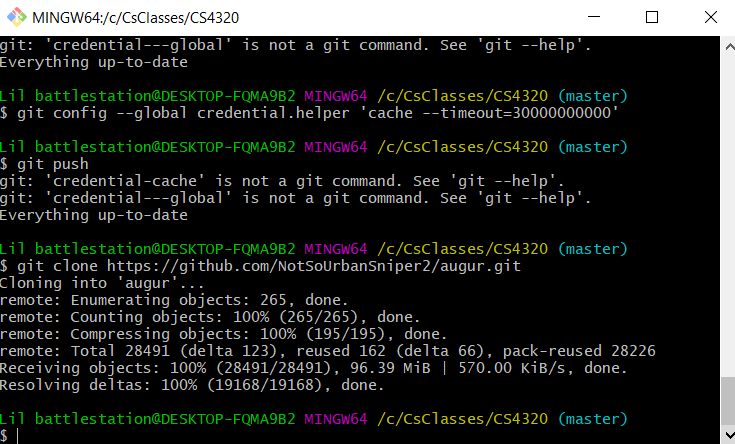 MINGW64:/c/CsClasses/CS4320
git: 'credential---global' is not a git command. See 'git --help'.
Everything up-to-date
Lil battlestation@DESKTOP-FQMA9B2 MINGW64 /c/CsClasses/CS4320 (master)
$ git config --global credential.helper 'cache --timeout=30000000000'
Lil battlestation@DESKTOP-FQMA9B2 MINGW64 /c/CsClasses/CS4320 (master)
$ git push
git: 'credential-cache' is not a git command. See 'git --help'.
git: 'credential---global' is not a git command. See 'git --help'.
Everything up-to-date
Lil battlestation@DESKTOP-FQMA9B2 MINGW64 /c/CsClasses/CS4320 (master)
$ git clone https://github.com/NotSoUrbanSniper2/augur.git
Cloning into 'augur'...
remote: Enumerating objects: 265, done.
remote: Counting objects: 100% (265/265), done.
remote: Compressing objects: 100% (195/195), done.
remote: Total 28491 (delta 123), reused 162 (delta 66), pack-reused 28226
Receiving objects: 100% (28491/28491), 96.39 MiB | 570.00 KiB/s, done.
Resolving deltas: 100% (19168/19168), done.
Lil battlestation@DESKTOP-FQMA9B2 MINGW64 /c/CsClasses/CS4320 (master)
$